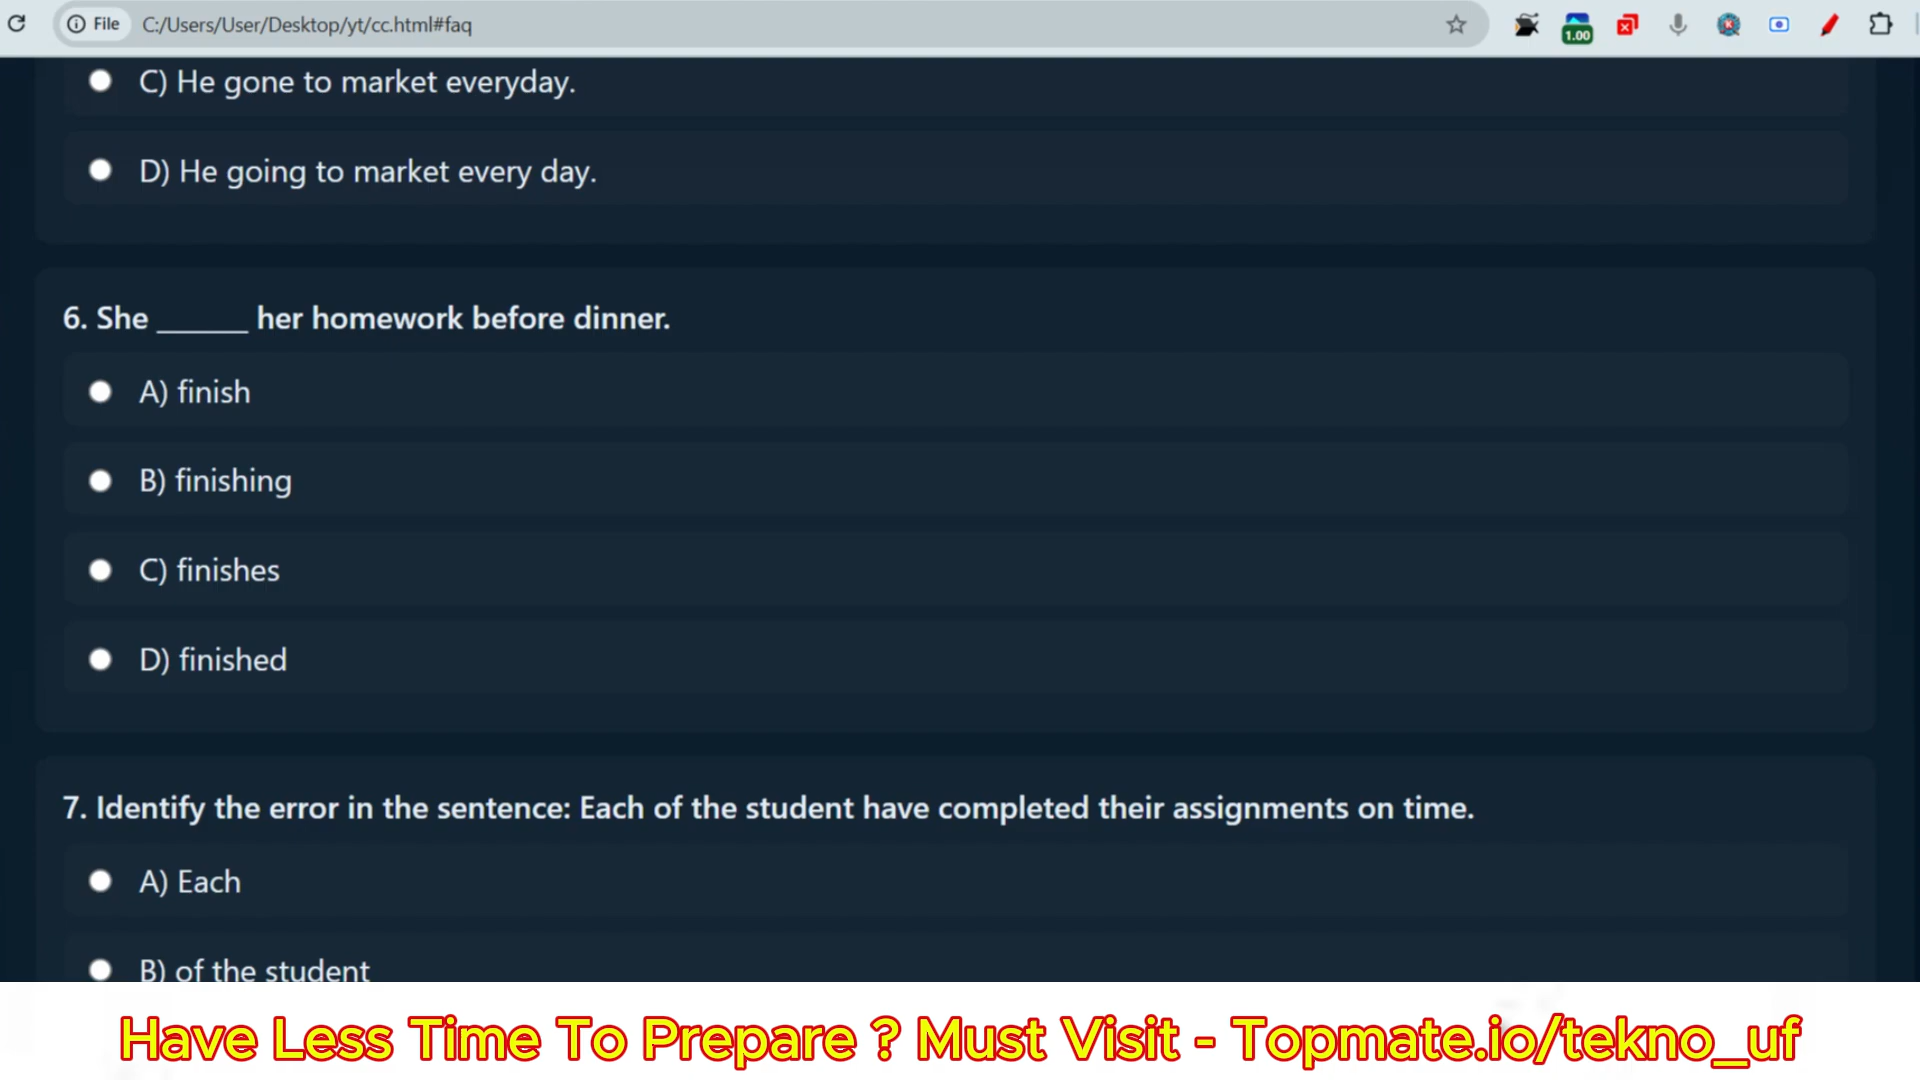 File C:/Users/User/Desktop/yt/cc.html#faq
1.00
C) He gone to market everyday.
D) He going to market every day.
6. She ______ her homework before dinner.
A) finish
B) finishing
C) finishes
D) finished
7. Identify the error in the sentence: Each of the student have completed their assignments on time.
A) Each
B) of the student
Have Less Time To Prepare ? Must Visit - Topmate.io/tekno_uf